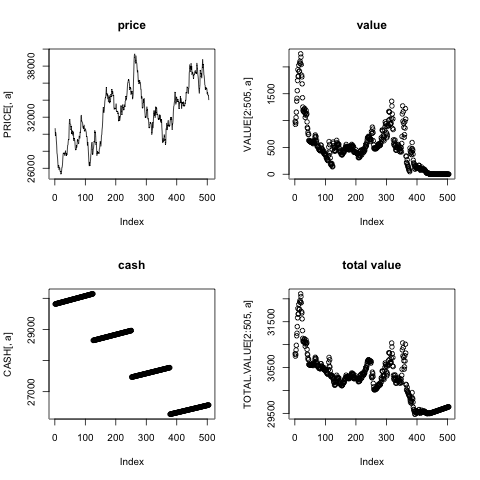 price
PRICE[, a]
26000 29000 32000 38000
0 100 200 300 400 500
Index
value
VALUE[2:505, a]
0 500 1500
0 100 200 300 400 500
Index
cash
CASH[, a]
27000 29000
0 100 200 300 400 500
Index
total value
TOTAL.VALUE[2:505, a]
29500 30500 31500
0 100 200 300 400 500
Index